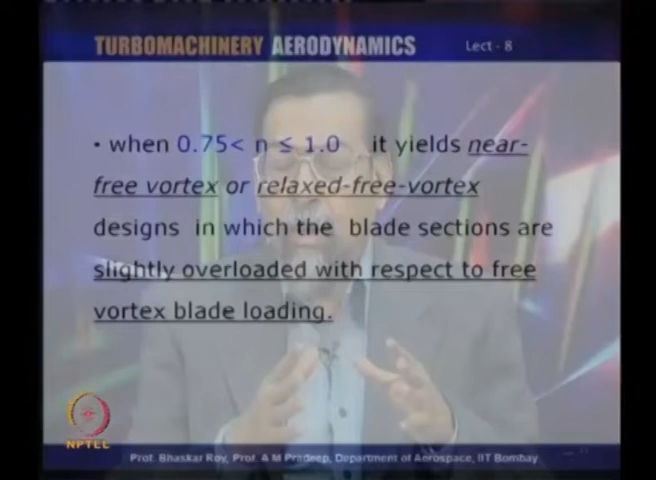 TURBOMACHINERY AERODYNAMICS Lect - 8
• when 0.75< n ≤ 1.0 it yields near-
free vortex or relaxed-free-vortex
designs in which the blade sections are
slightly overloaded with respect to free
vortex blade loading.
NPTEL
Prof. Bhaskar Roy, Prof. A M Pradeep, Department of Aerospace, IIT Bombay